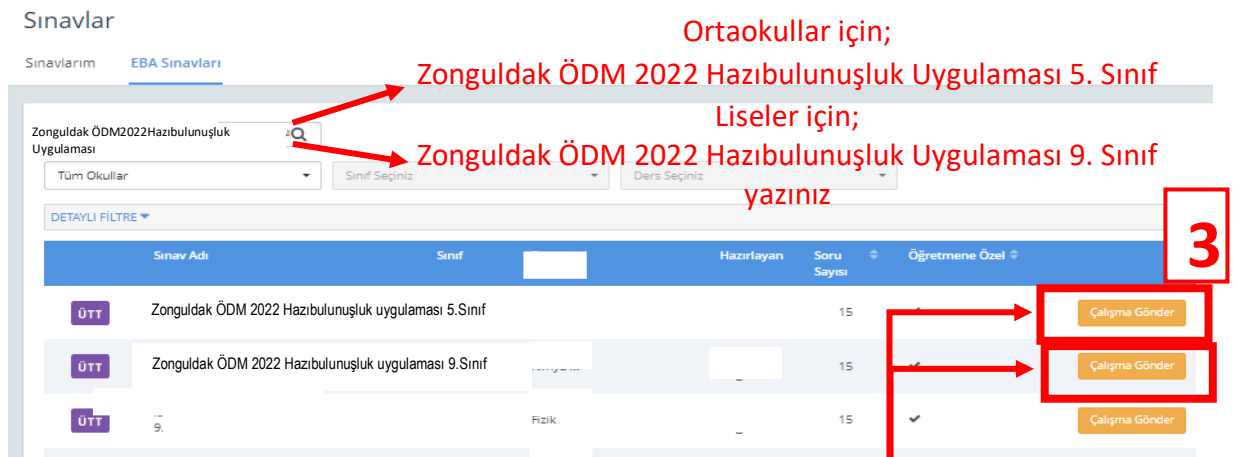 Sınavlar
Ortaokullar için;
Sınavlarım EBA Sınavları
Zonguldak ÖDM 2022 Hazıbulunuşluk Uygulaması 5. Sınıf
Liseler için;
Zonguldak ÖDM2022Hazıbulunuşluk
Uygulaması
Zonguldak ÖDM 2022 Hazıbulunuşluk Uygulaması 9. Sınıf
yazınız
Tüm Okullar Sınıf Seçiniz Ders Seçiniz
DETAYLI FİLTRE
3
Sınav Adı Sınıf Hazırlayan Soru Sayısı Öğretmene Özel
ÜTT Zonguldak ÖDM 2022 Hazıbulunuşluk uygulaması 5.Sınıf 15 Çalışma Gönder
ÜTT Zonguldak ÖDM 2022 Hazıbulunuşluk uygulaması 9.Sınıf 15 Çalışma Gönder
ÜTT 9. Fizik 15 Çalışma Gönder